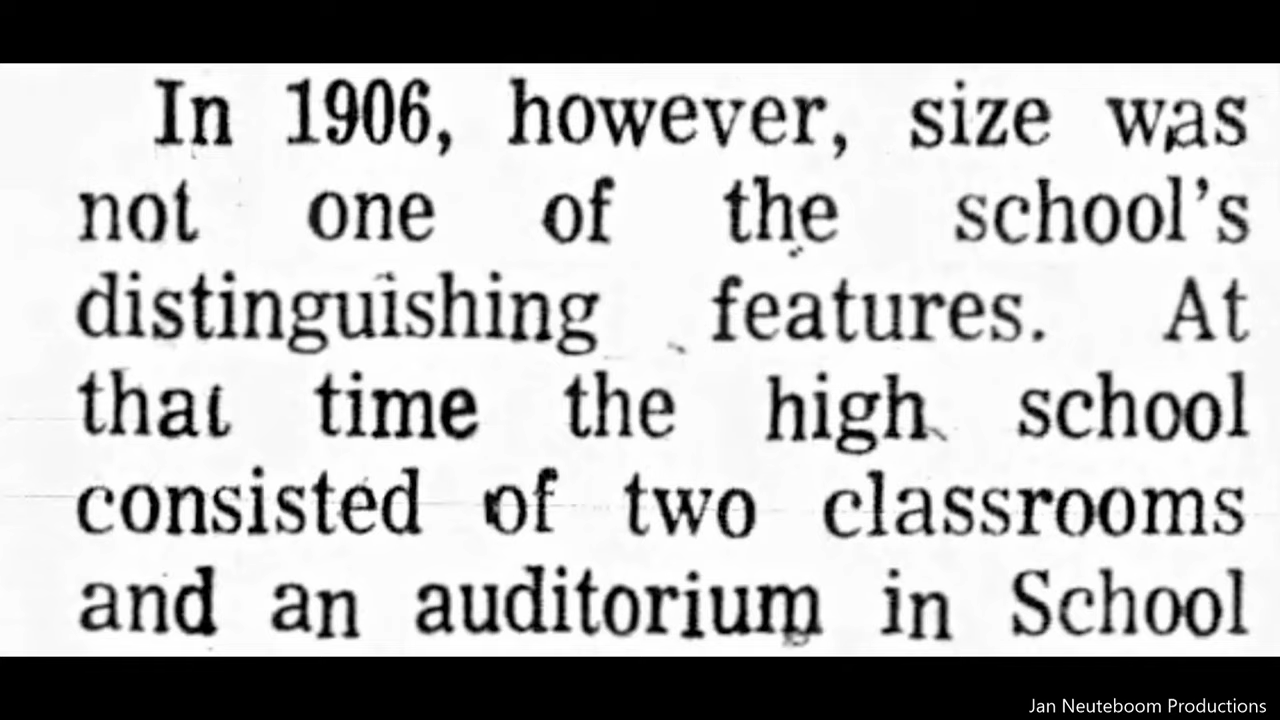 In 1906, however, size was
not one of the school's
distinguishing features. At
that time the high school
consisted of two classrooms
and an auditorium in School
Jan Neuteboom Productions